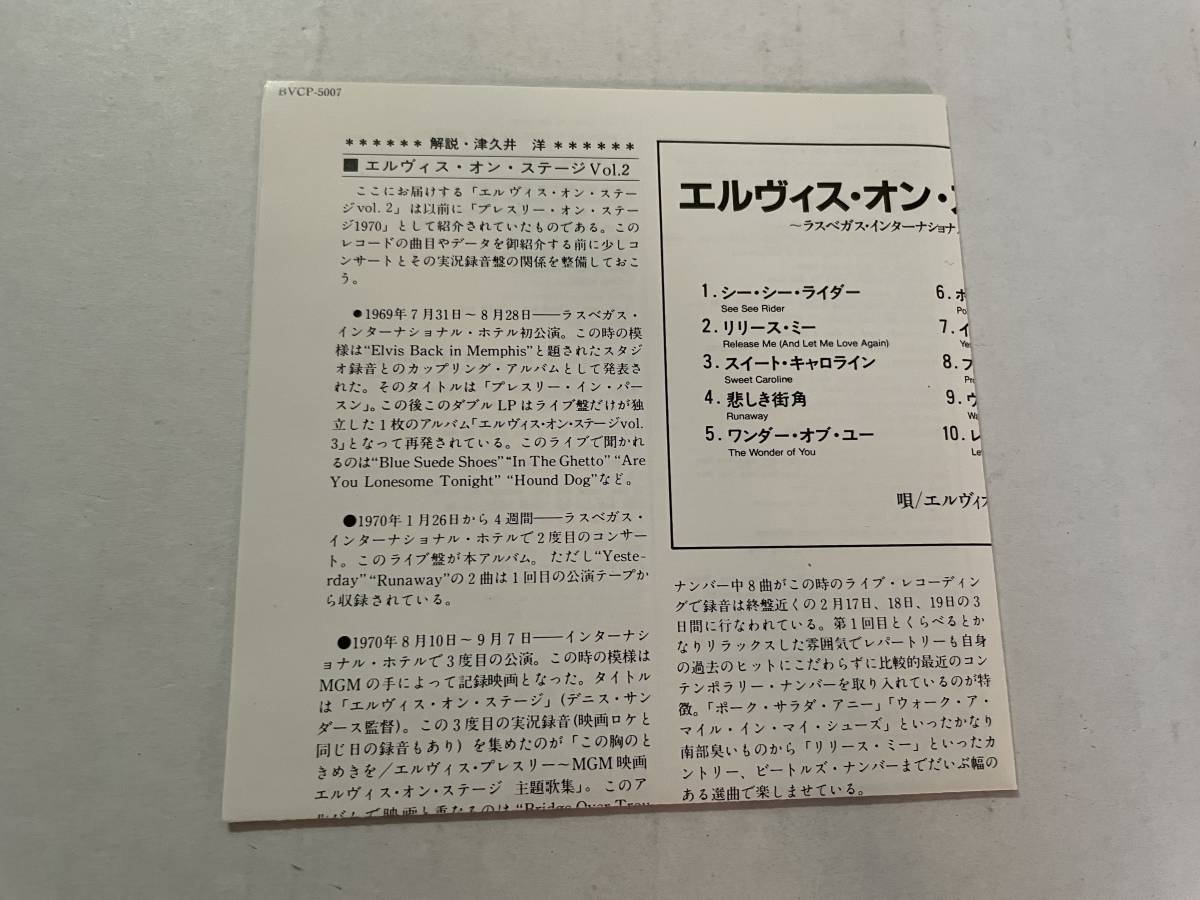 BVCP-5007
****** 解説・津久井 洋 ******
■エルヴィス・オン・ステージVol.2
ここにお届けする「エルヴィス・オン・ステー
ジvol. 2」は以前に「プレスリー・オン・ステー
ジ1970」として紹介されていたものである。この
レコードの曲目やデータを御紹介する前に少しコ
ンサートとその実況録音盤の関係を整備しておこ
う。
●1969年7月31日～8月28日——ラスベガス・
インターナショナル・ホテル初公演。この時の模
様は“Elvis Back in Memphis”と題されたスタジ
オ録音とのカップリング・アルバムとして発表さ
れた。そのタイトルは「プレスリー・イン・パー
スン」。この後このダブルLPはライブ盤だけが独
立した1枚のアルバム「エルヴィス・オン・ステージvol.
3」となって再発されている。このライブで聞かれ
るのは“Blue Suede Shoes”“In The Ghetto” “Are
You Lonesome Tonight” “Hound Dog”など。
●1970年1月26日から4週間——ラスベガス・
インターナショナル・ホテルで2度目のコンサー
ト。このライブ盤が本アルバム。ただし“Yeste-
rday”“Runaway”の2曲は1回目の公演テープか
ら収録されている。
●1970年8月10日～9月7日——インターナシ
ョナル・ホテルで3度目の公演。この時の模様は
MGMの手によって記録映画となった。タイトル
は「エルヴィス・オン・ステージ」(デニス・サン
ダース監督)。この3度目の実況録音(映画ロケと
同じ日の録音もあり)を集めたのが「この胸のと
きめきを/エルヴィス・プレスリー～MGM映画
エルヴィス・オン・ステージ 主題歌集」。このア
ルバムで映画と重なるのは“Bridge Over Trou
エルヴィス・オン・
～ラスベガス・インターナショナ
1.シー・シー・ライダー
See See Rider
2.リリース・ミー
Release Me (And Let Me Love Again)
3.スイート・キャロライン
Sweet Caroline
4.悲しき街角
Runaway
5.ワンダー・オブ・ユー
The Wonder of You
6.ポ
Po
7.イ
Ye
8.プ
Pr
9.ウ
Wa
10.レ
Le
唄/エルヴィス
ナンバー中8曲がこの時のライブ・レコーディン
グで録音は終盤近くの2月17日、18日、19日の3
日間に行なわれている。第1回目とくらべるとか
なりリラックスした雰囲気でレパートリーも自身
の過去のヒットにこだわらずに比較的最近のコン
テンポラリー・ナンバーを取り入れているのが特
徴。「ポーク・サラダ・アニー」「ウォーク・ア・
マイル・イン・マイ・シューズ」といったかなり
南部臭いものから「リリース・ミー」といったカ
ントリー、ビートルズ・ナンバーまでだいぶ幅の
ある選曲で楽しませている。